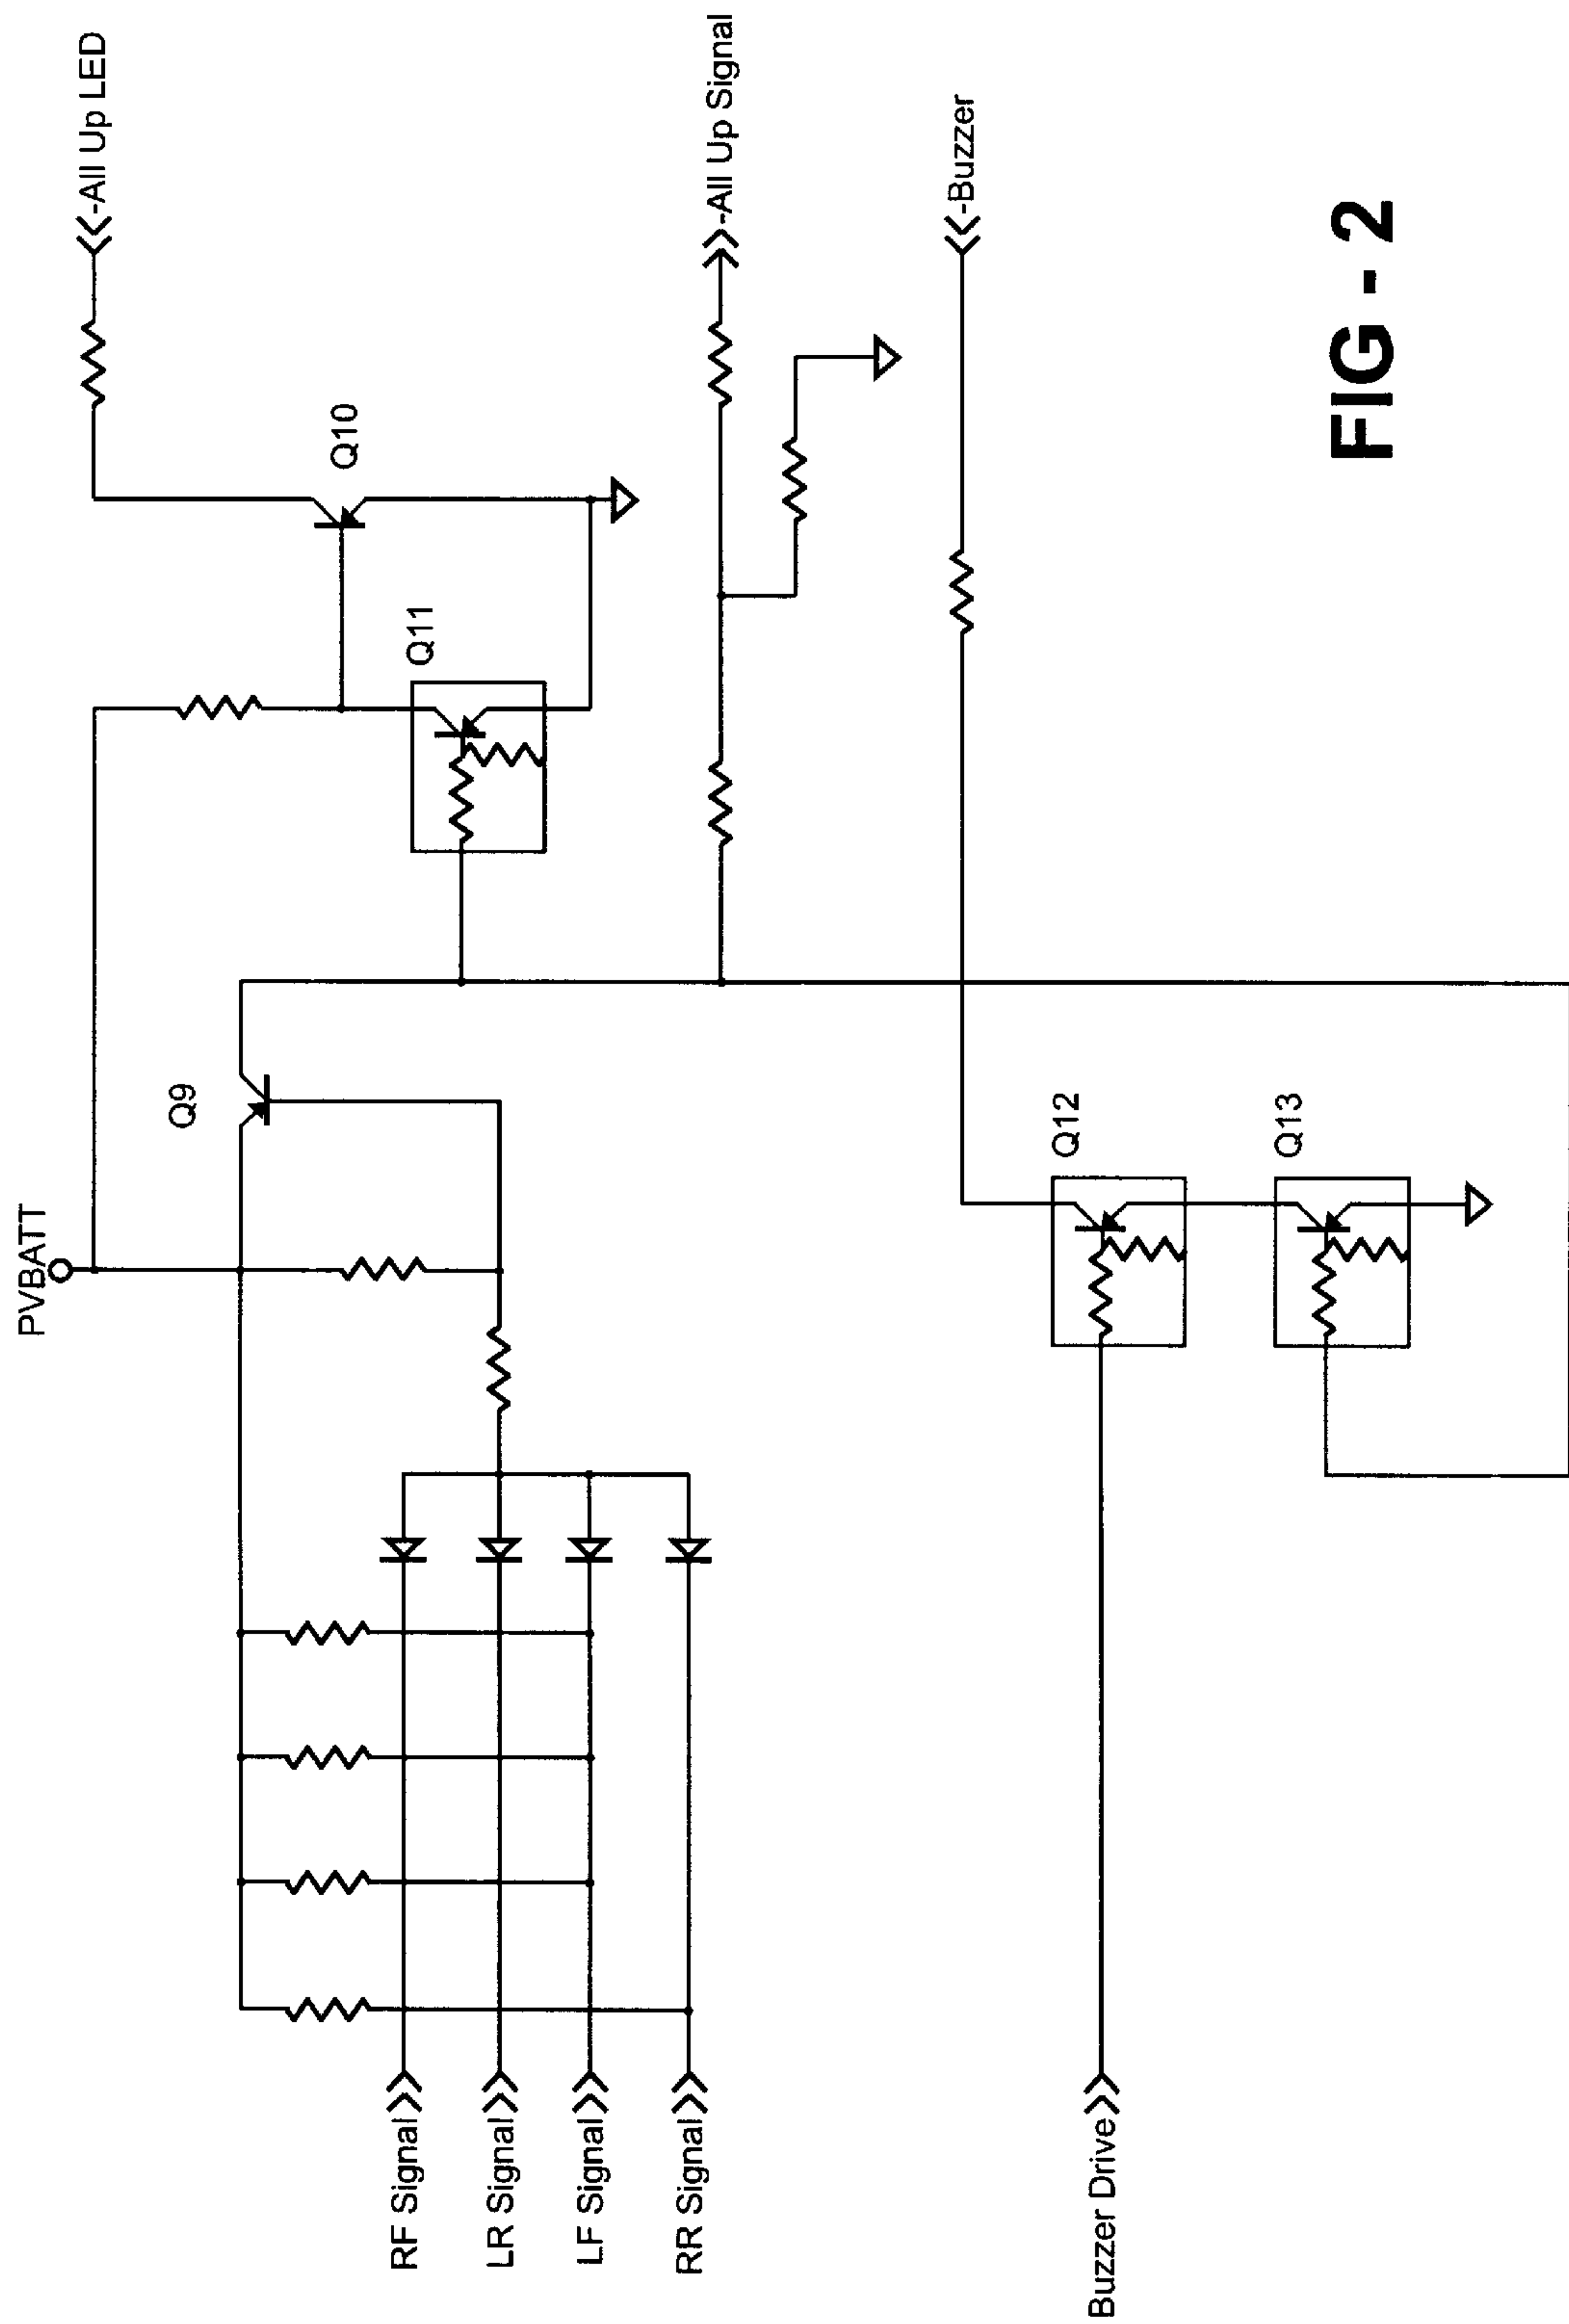 PVBATT
Q9
Q10
Q11
-All Up LED
-All Up Signal
-Buzzer
RF Signal
LR Signal
LF Signal
RR Signal
Q12
Q13
Buzzer Drive
FIG - 2